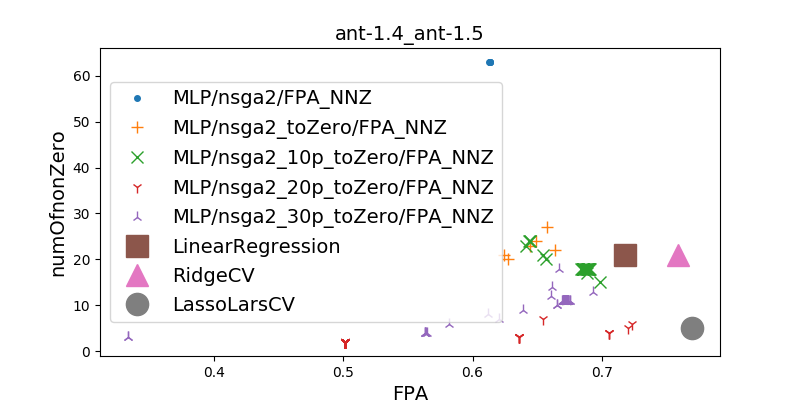 ant-1.4_ant-1.5
numOfnonZero
60
50
40
30
20
10
0
MLP/nsga2/FPA_NNZ
MLP/nsga2_toZero/FPA_NNZ
MLP/nsga2_10p_toZero/FPA_NNZ
MLP/nsga2_20p_toZero/FPA_NNZ
MLP/nsga2_30p_toZero/FPA_NNZ
LinearRegression
RidgeCV
LassoLarsCV
0.4 0.5 0.6 0.7
FPA